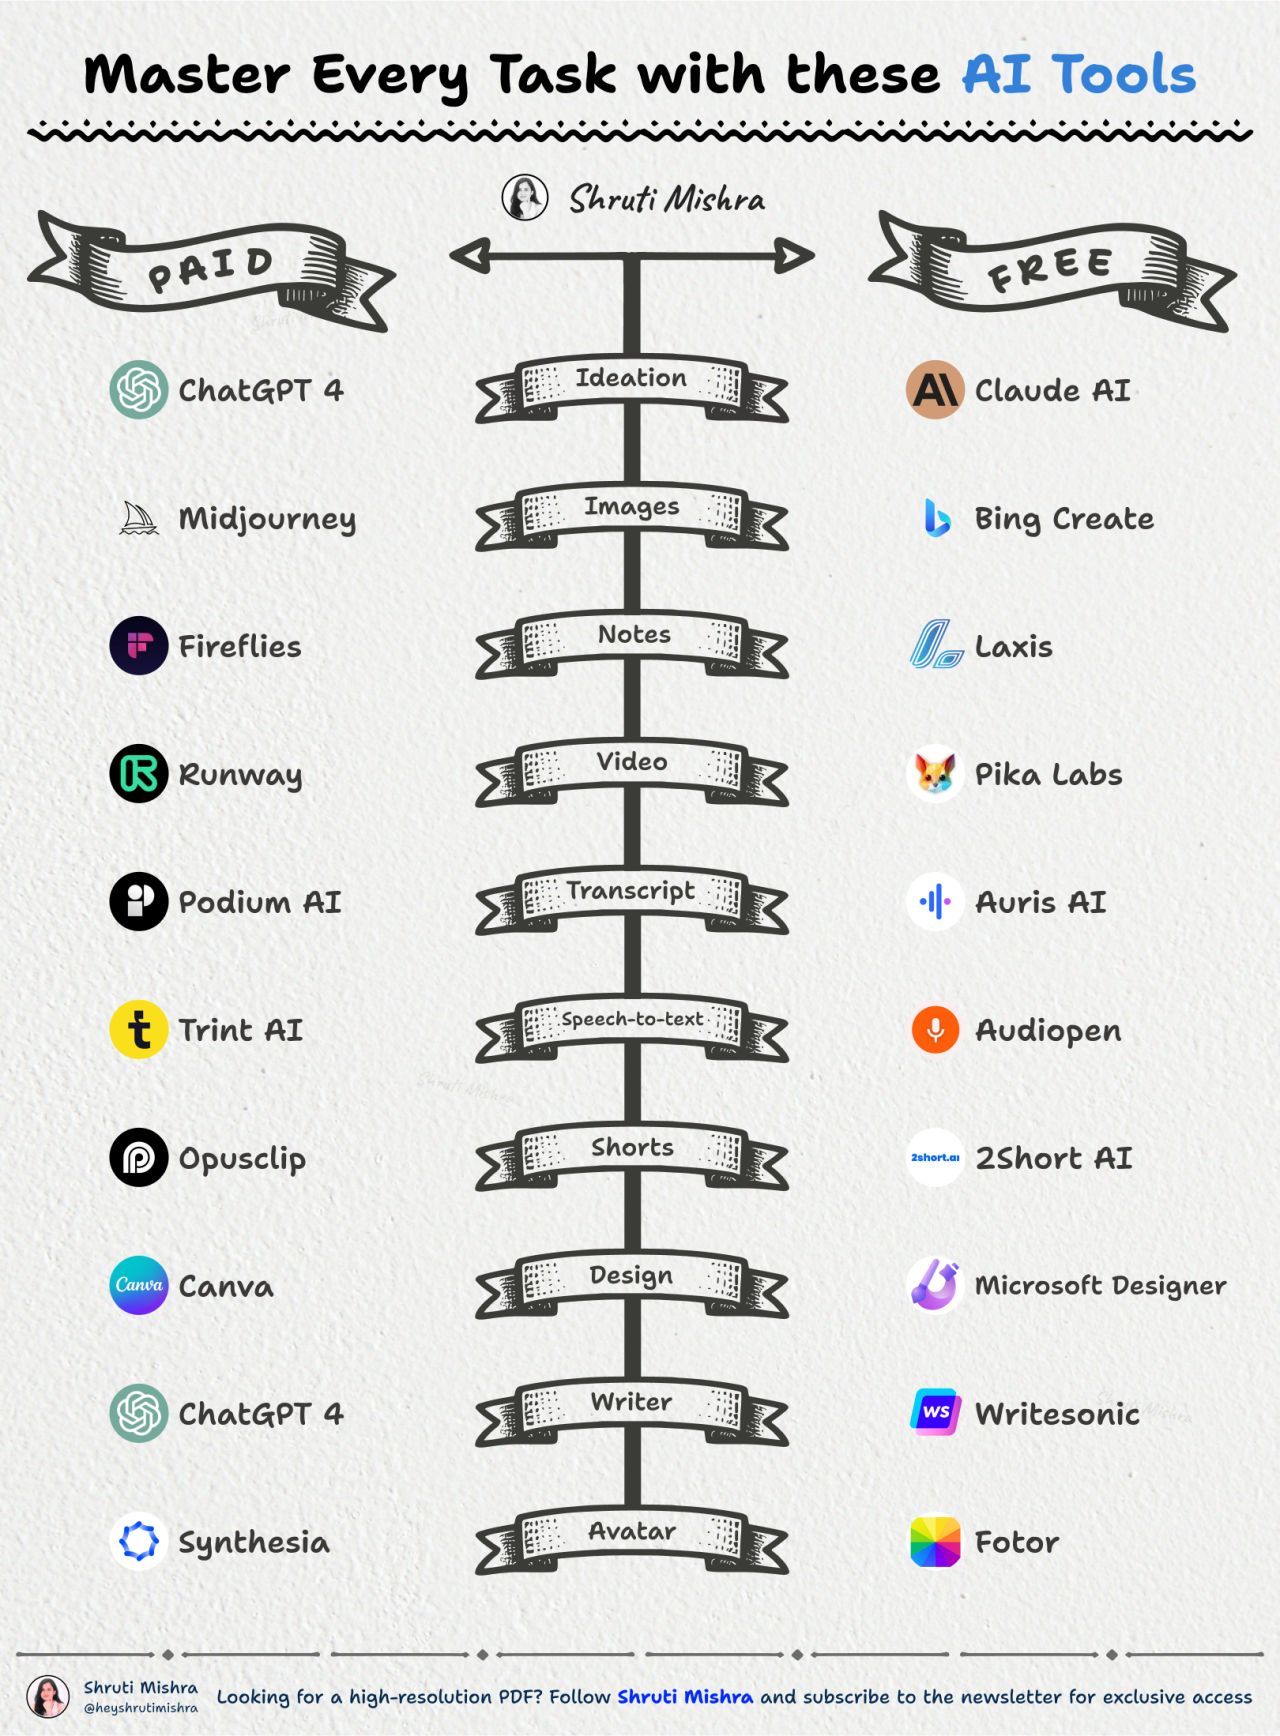 Master Every Task with these AI Tools
Shruti Mishra
PAID
FREE
Shruti
ChatGPT 4
Ideation
Claude AI
Midjourney
Images
Bing Create
Fireflies
Notes
Laxis
Runway
Video
Pika Labs
Podium AI
Transcript
Auris AI
Trint AI
Speech-to-text
Audiopen
Shruti Mishra
Opusclip
Shorts
2short.ai
2Short AI
Canva
Canva
Design
Microsoft Designer
ChatGPT 4
Writer
WS
Writesonic
Mishra
Synthesia
Avatar
Fotor
Shruti Mishra
@heyshrutimishra
Looking for a high-resolution PDF? Follow Shruti Mishra and subscribe to the newsletter for exclusive access